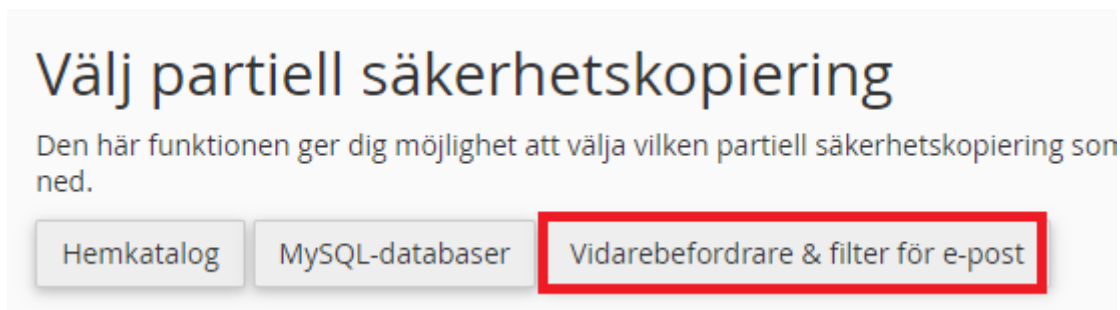 Välj partiell säkerhetskopiering
Den här funktionen ger dig möjlighet att välja vilken partiell säkerhetskopiering
ned.
Hemkatalog MySQL-databaser Vidarebefordrare & filter för e-post